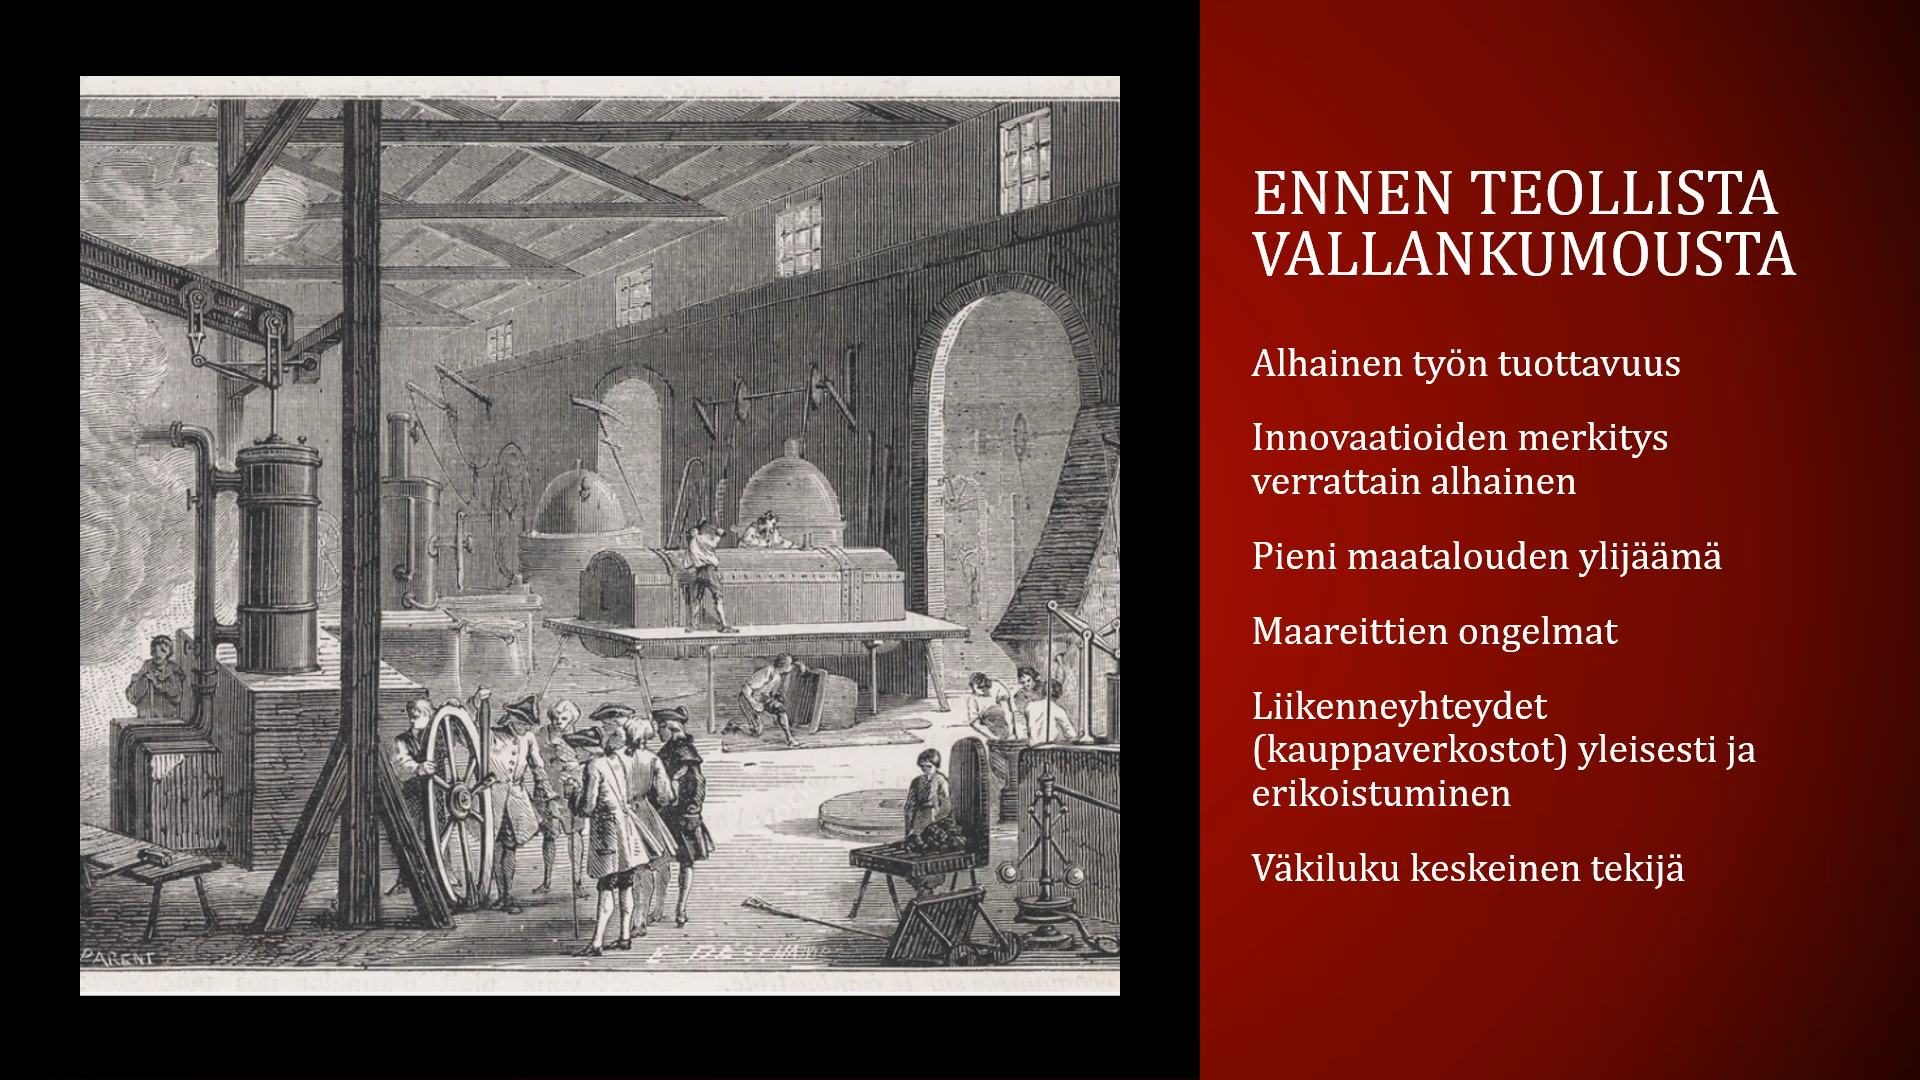 ENNEN TEOLLISTA
VALLANKUMOUSTA
Alhainen työn tuottavuus
Innovaatioiden merkitys
verrattain alhainen
Pieni maatalouden ylijäämä
Maareittien ongelmat
Liikenneyhteydet
(kauppaverkostot) yleisesti ja
erikoistuminen
Väkiluku keskeinen tekijä
PARENT